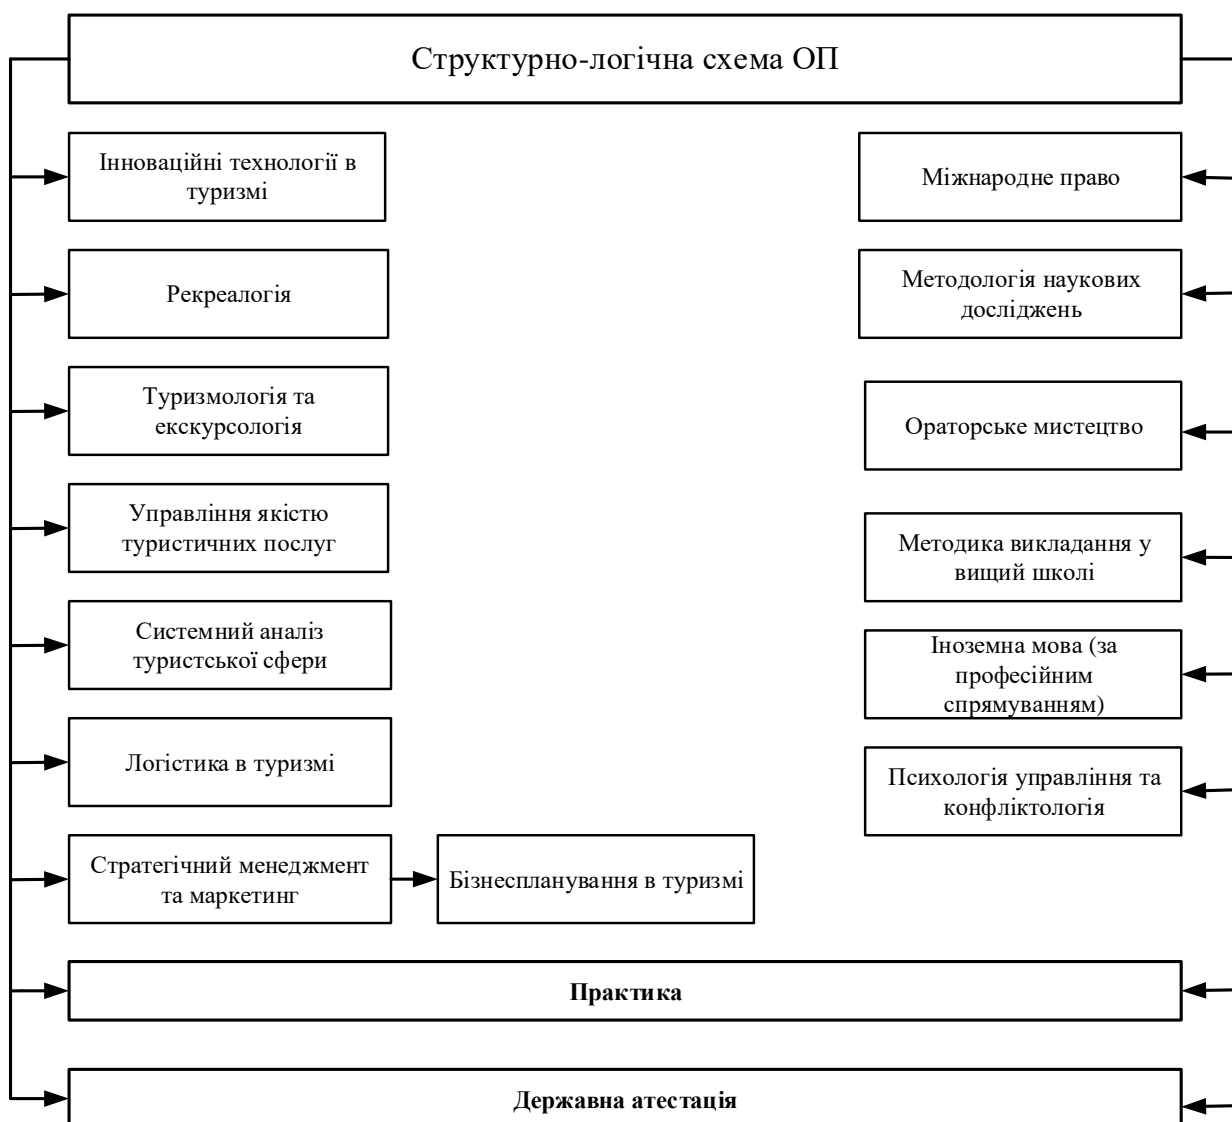 Структурно-логічна схема ОП
Інноваційні технології в
туризмі
Міжнародне право
Рекреалогія
Методологія наукових
досліджень
Туризмологія та
екскурсологія
Ораторське мистецтво
Управління якістю
туристичних послуг
Методика викладання у
вищий школі
Системний аналіз
туристської сфери
Іноземна мова (за
професійним
спрямуванням)
Логістика в туризмі
Психологія управління та
конфліктологія
Стратегічний менеджмент
та маркетинг
Бізнеспланування в туризмі
Практика
Державна атестація